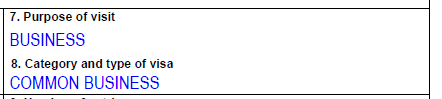 7. Purpose of visit
BUSINESS
8. Category and type of visa
COMMON BUSINESS